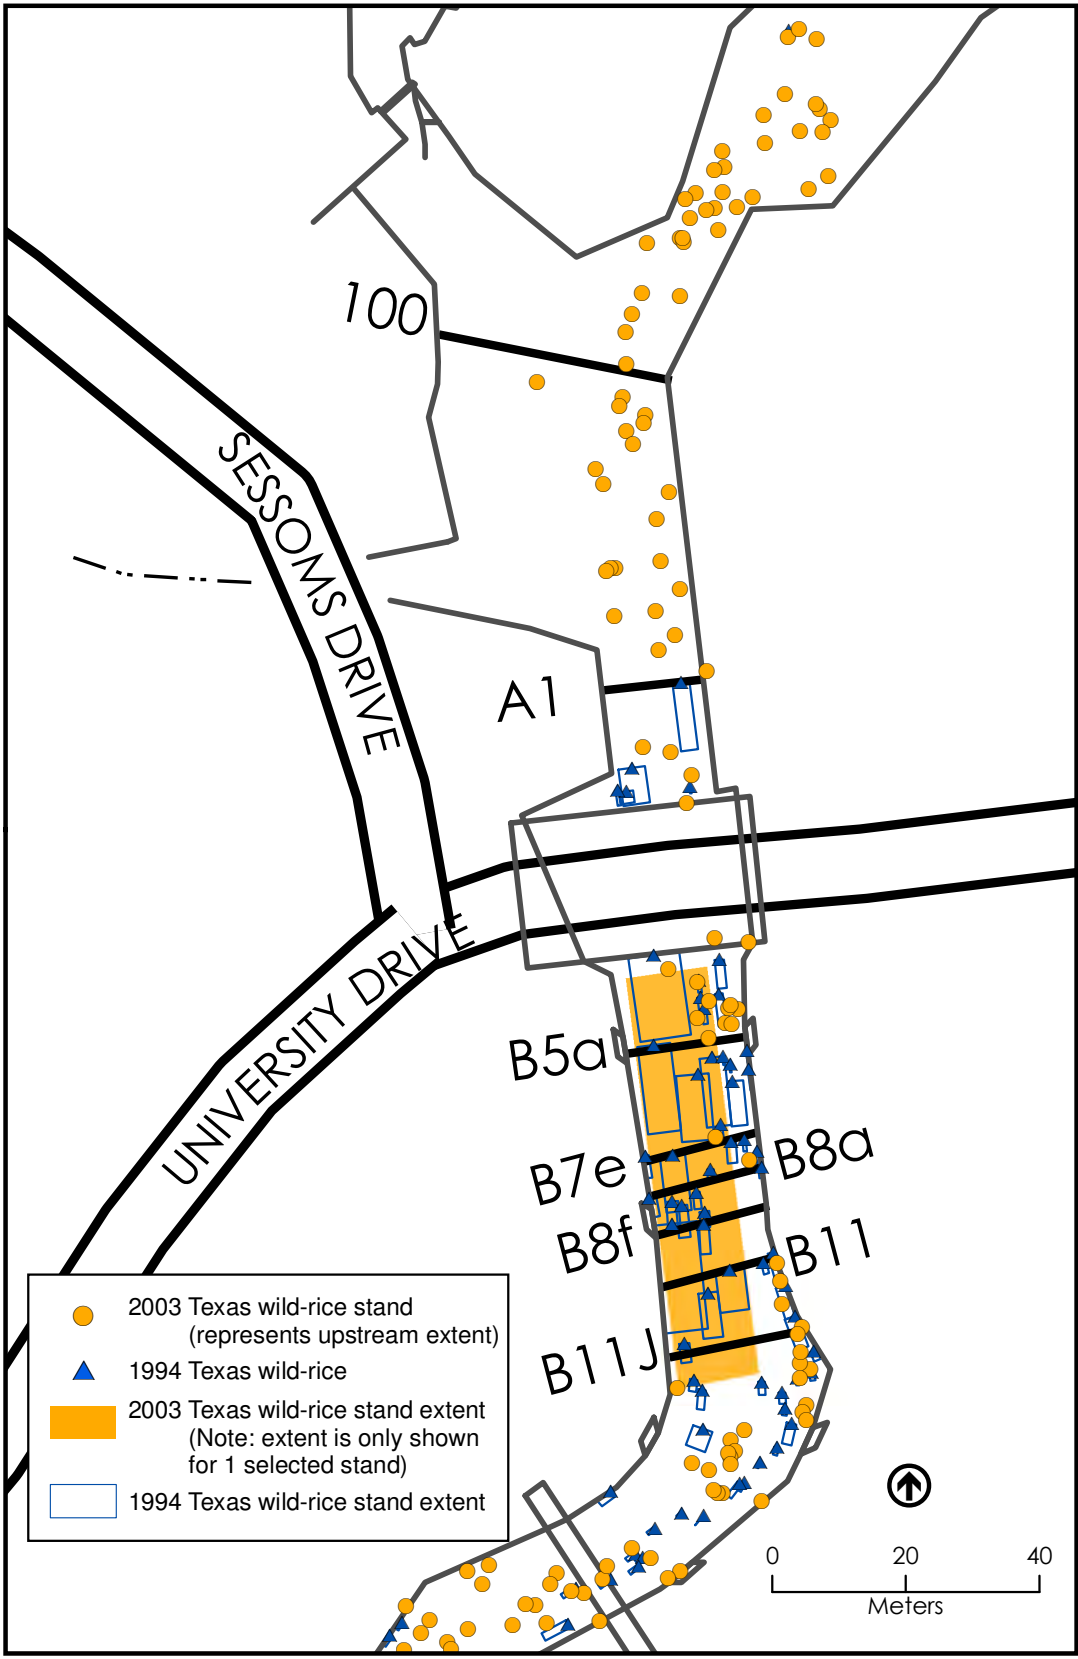 100
SESSOMS DRIVE
A1
UNIVERSITY DRIVE
B5a
B7e
B8a
B8f
B11
B11J
2003 Texas wild-rice stand
(represents upstream extent)
1994 Texas wild-rice
2003 Texas wild-rice stand extent
(Note: extent is only shown
for 1 selected stand)
1994 Texas wild-rice stand extent
0 20 40
Meters